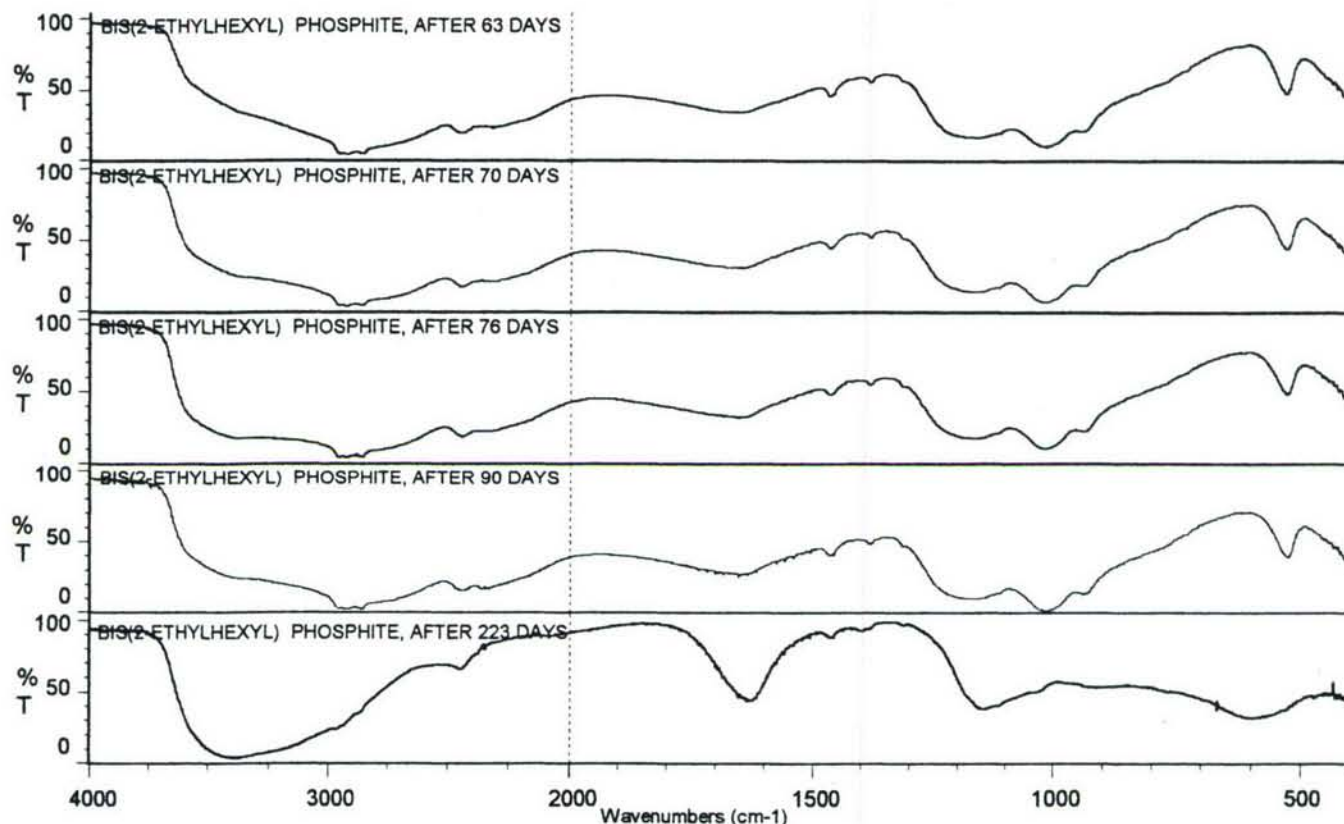 BIS(2-ETHYLHEXYL) PHOSPHITE, AFTER 63 DAYS
100
%
T
50
0
BIS(2-ETHYLHEXYL) PHOSPHITE, AFTER 70 DAYS
100
%
T
50
0
BIS(2-ETHYLHEXYL) PHOSPHITE, AFTER 76 DAYS
100
%
T
50
0
BIS(2-ETHYLHEXYL) PHOSPHITE, AFTER 90 DAYS
100
%
T
50
0
BIS(2-ETHYLHEXYL) PHOSPHITE, AFTER 223 DAYS
100
%
T
50
0
4000 3000 2000 1500 1000 500
Wavenumbers (cm-1)